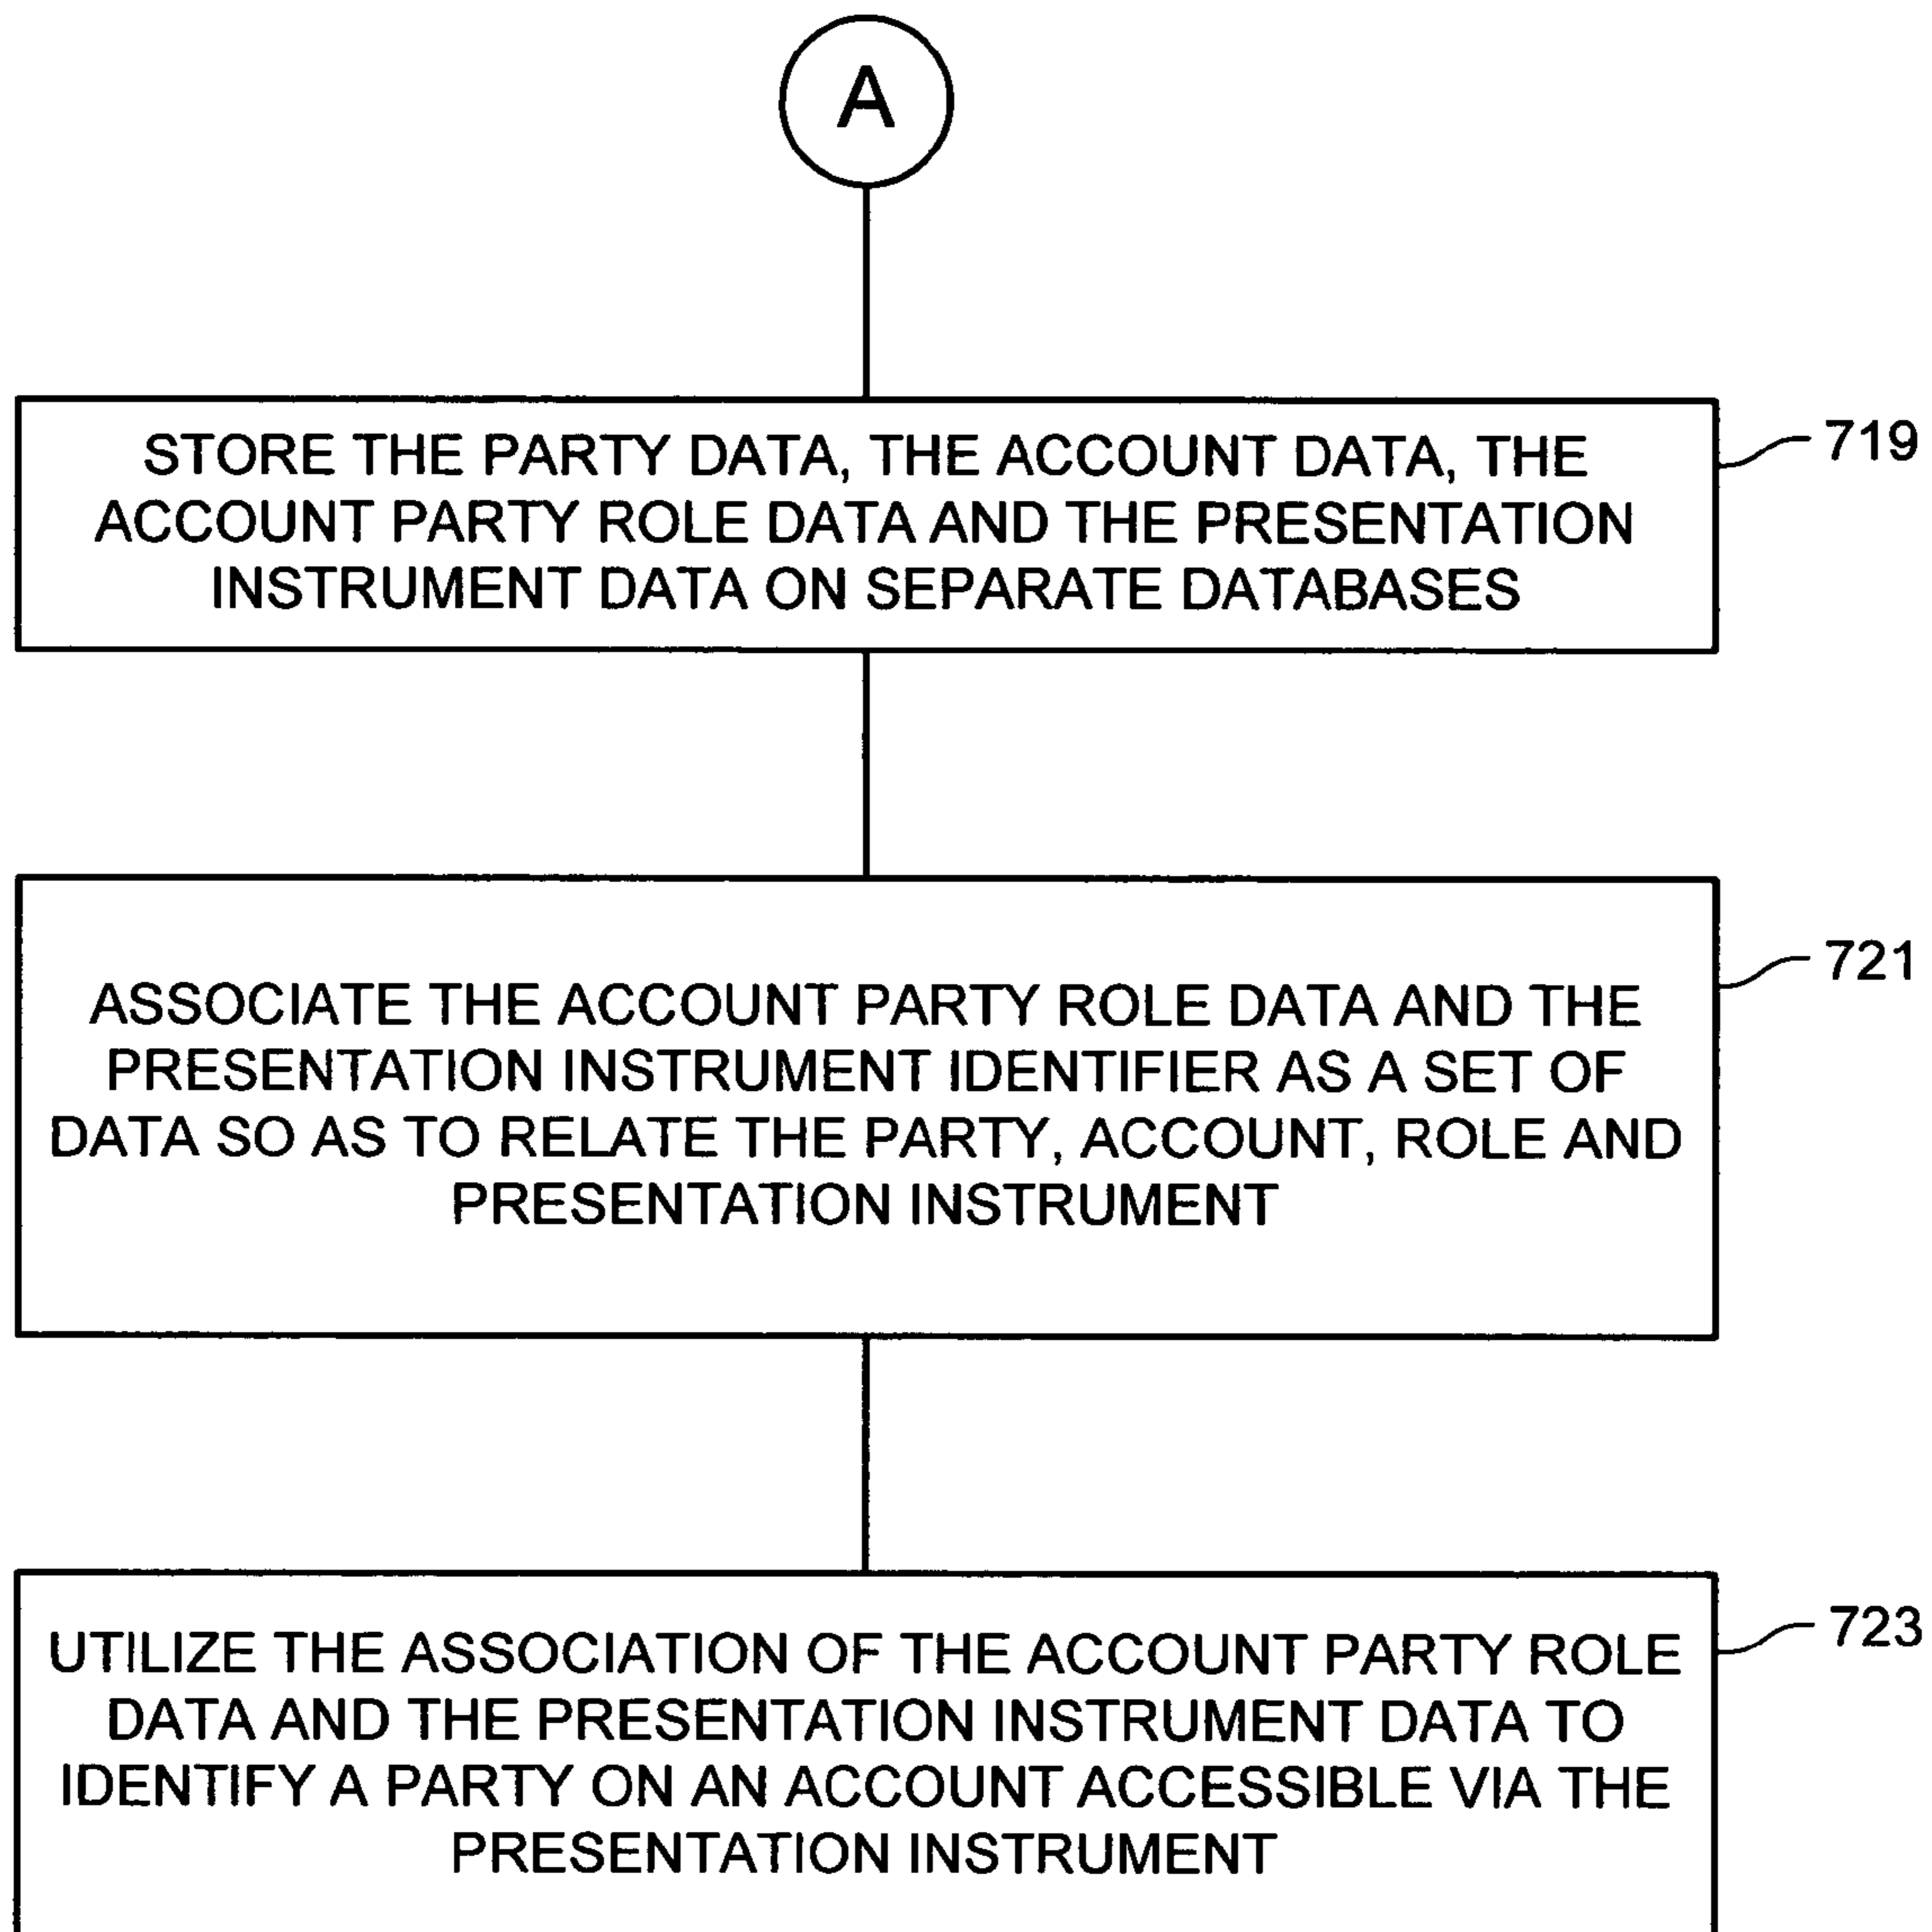 A
STORE THE PARTY DATA, THE ACCOUNT DATA, THE
ACCOUNT PARTY ROLE DATA AND THE PRESENTATION
INSTRUMENT DATA ON SEPARATE DATABASES
719
ASSOCIATE THE ACCOUNT PARTY ROLE DATA AND THE
PRESENTATION INSTRUMENT IDENTIFIER AS A SET OF
DATA SO AS TO RELATE THE PARTY, ACCOUNT, ROLE AND
PRESENTATION INSTRUMENT
721
UTILIZE THE ASSOCIATION OF THE ACCOUNT PARTY ROLE
DATA AND THE PRESENTATION INSTRUMENT DATA TO
IDENTIFY A PARTY ON AN ACCOUNT ACCESSIBLE VIA THE
PRESENTATION INSTRUMENT
723